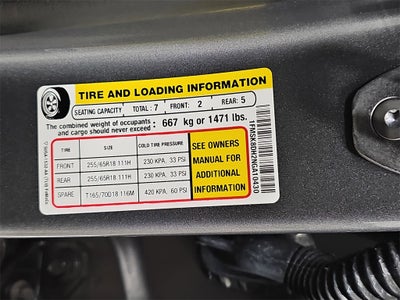 TIRE AND LOADING INFORMATION
SEATING CAPACITY TOTAL : 7 FRONT: 2 REAR: 5
The combined weight of occupants and cargo should never exceed : 667 kg or 1471 lbs.
TIRE SIZE COLD TIRE PRESSURE
FRONT 255/65R18 111H 230 KPA, 33 PSI
REAR 255/65R18 111H 230 KPA, 33 PSI
SPARE T165/70D18 116M 420 KPA, 60 PSI
SEE OWNERS
MANUAL FOR
ADDITIONAL
INFORMATION